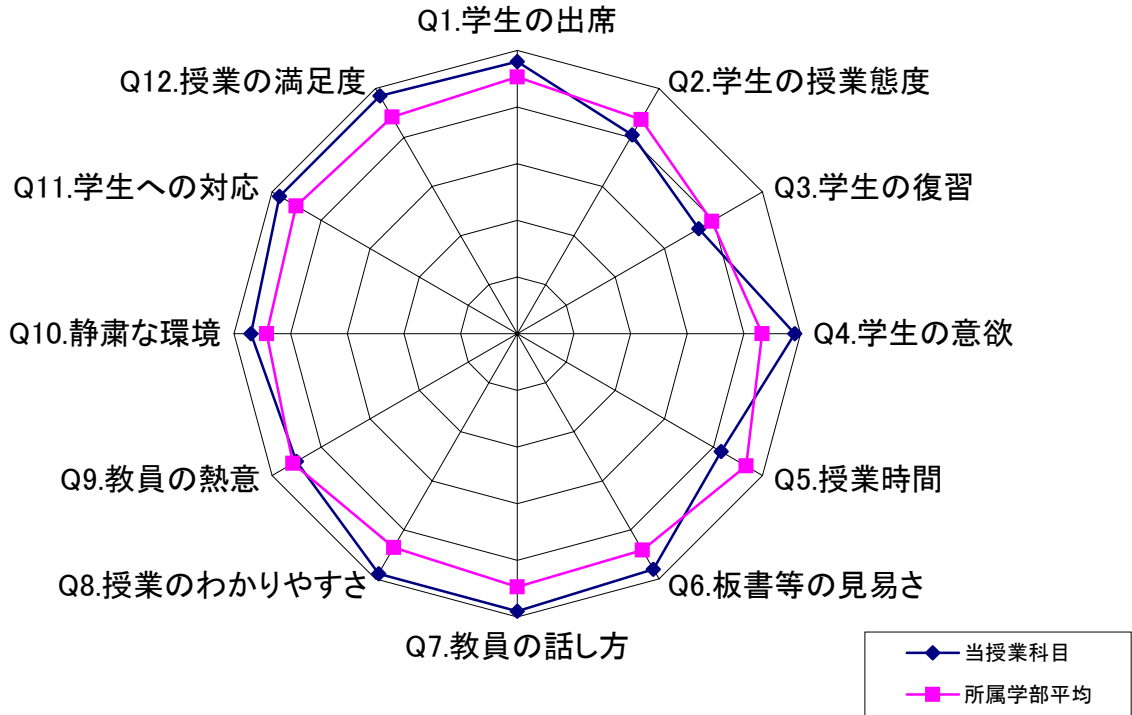 Q1.学生の出席
Q2.学生の授業態度
Q3.学生の復習
Q4.学生の意欲
Q5.授業時間
Q6.板書等の見易さ
Q7.教員の話し方
Q8.授業のわかりやすさ
Q9.教員の熱意
Q10.静粛な環境
Q11.学生への対応
Q12.授業の満足度
当授業科目
所属学部平均